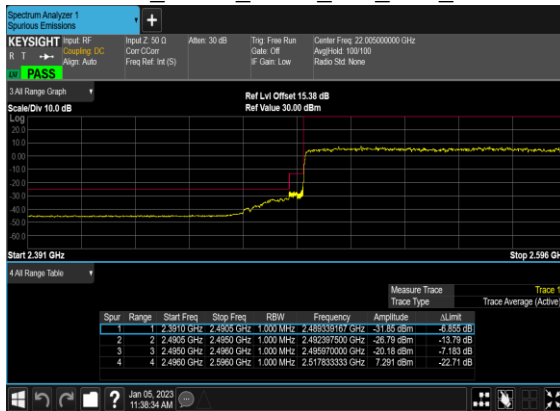 Spectrum Analyzer 1
Spurious Emissions
KEYSIGHT Input: RF Input Z: 50 Ω Atten: 30 dB Trig: Free Run Center Freq: 22.005000000 GHz
R T Coupling: DC Corr CCorr Gate: Off Avg|Hold: 100/100
Align: Auto Freq Ref: Int (S) IF Gain: Low Radio Std: None
PASS
3 All Range Graph
Ref Lvl Offset 15.38 dB
Scale/Div 10.0 dB Ref Value 30.00 dBm
Log
20.0
10.0
0.00
-10.0
-20.0
-30.0
-40.0
-50.0
-60.0
Start 2.391 GHz Stop 2.596 GH
4 All Range Table
Measure Trace Trace 1
Trace Type Trace Average (Active)
Spur Range Start Freq Stop Freq RBW Frequency Amplitude ΔLimit
1 1 2.3910 GHz 2.4905 GHz 1.000 MHz 2.489339167 GHz -31.85 dBm -6.855 dB
2 2 2.4905 GHz 2.4950 GHz 1.000 MHz 2.492397500 GHz -26.79 dBm -13.79 dB
3 3 2.4950 GHz 2.4960 GHz 1.000 MHz 2.495970000 GHz -20.18 dBm -7.183 dB
4 4 2.4960 GHz 2.5960 GHz 1.000 MHz 2.517833333 GHz 7.291 dBm -22.71 dB
Jan 05, 2023
11:38:34 AM